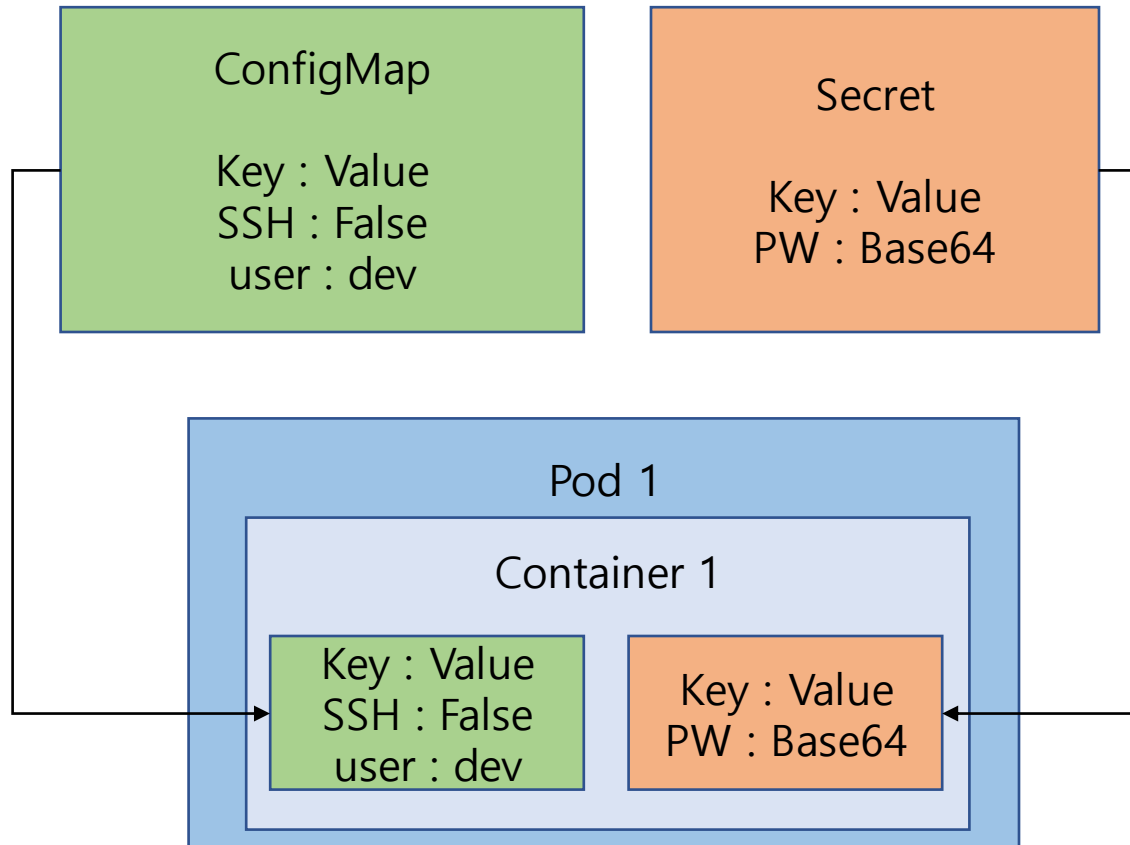 ConfigMap
Key : Value
SSH : False
user : dev
Secret
Key : Value
PW : Base64
Pod 1
Container 1
Key : Value
SSH : False
user : dev
Key : Value
PW : Base64